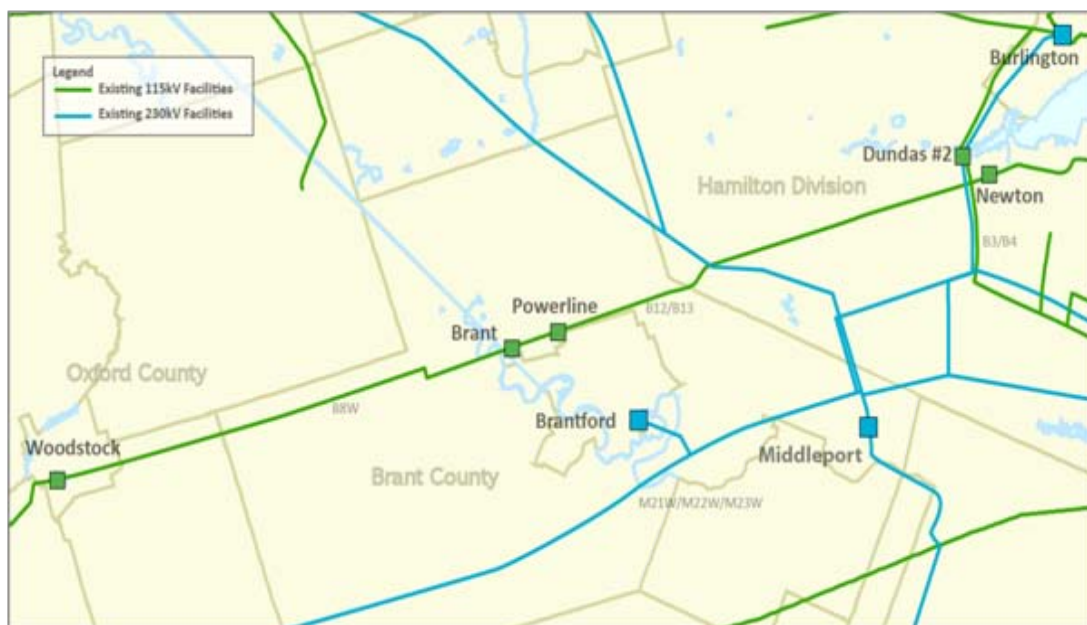 Legend
Existing 115kV Facilities
Existing 230kV Facilities
Burlington
Dundas #2
Newton
Hamilton Division
B3/B4
Powerline
B12/B13
Brant
Oxford County
B8W
Brantford
Woodstock
Middleport
Brant County
M21W/M22W/M23W